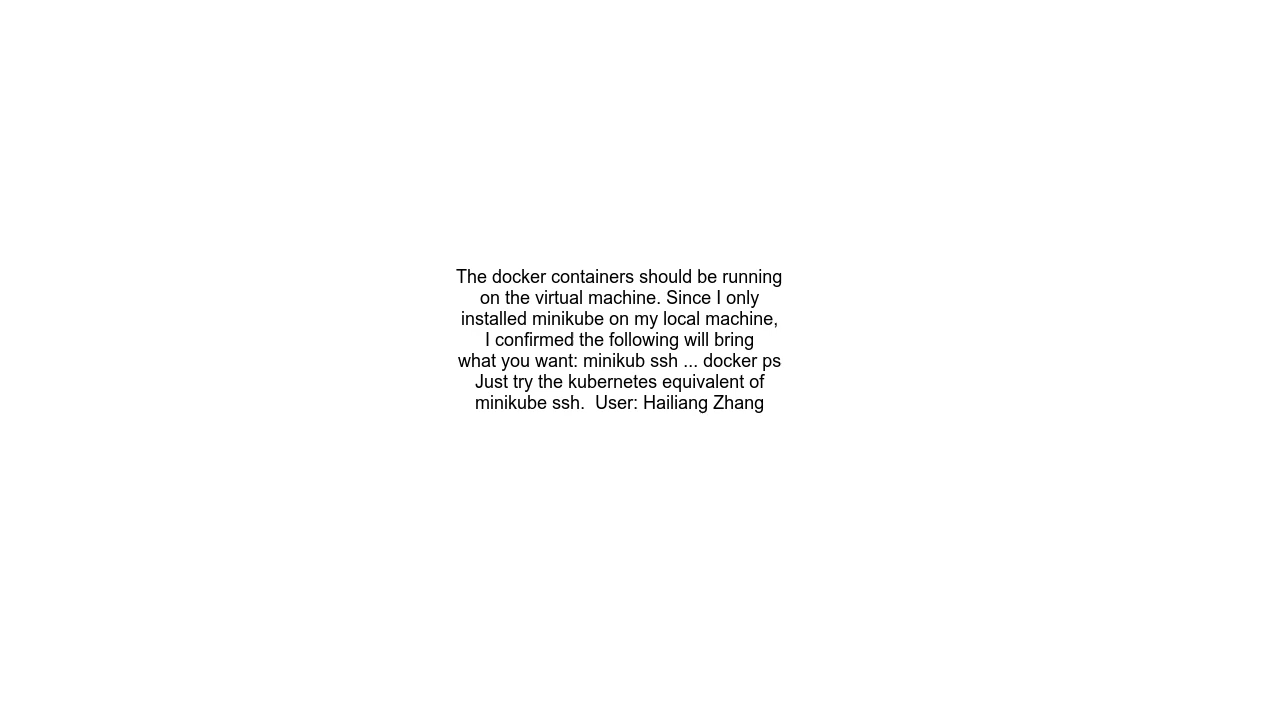 The docker containers should be running
on the virtual machine. Since I only
installed minikube on my local machine,
I confirmed the following will bring
what you want: minikub ssh ... docker ps
Just try the kubernetes equivalent of
minikube ssh.  User: Hailiang Zhang